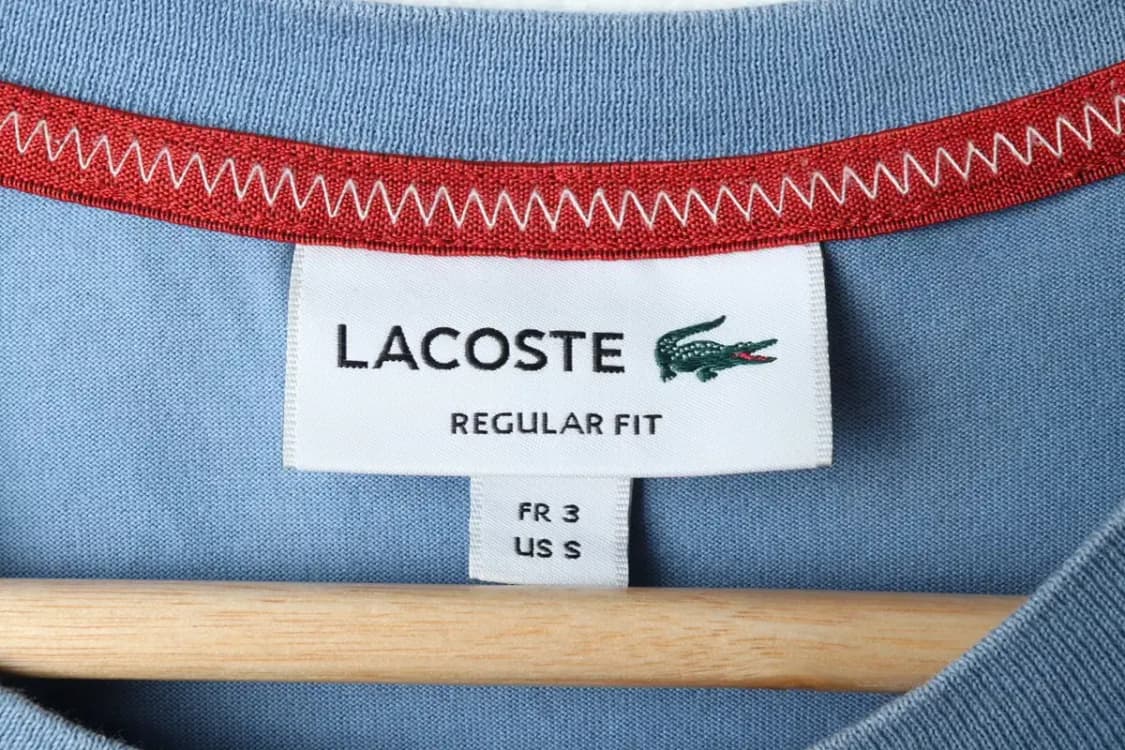 LACOSTE
REGULAR FIT
FR 3
US S